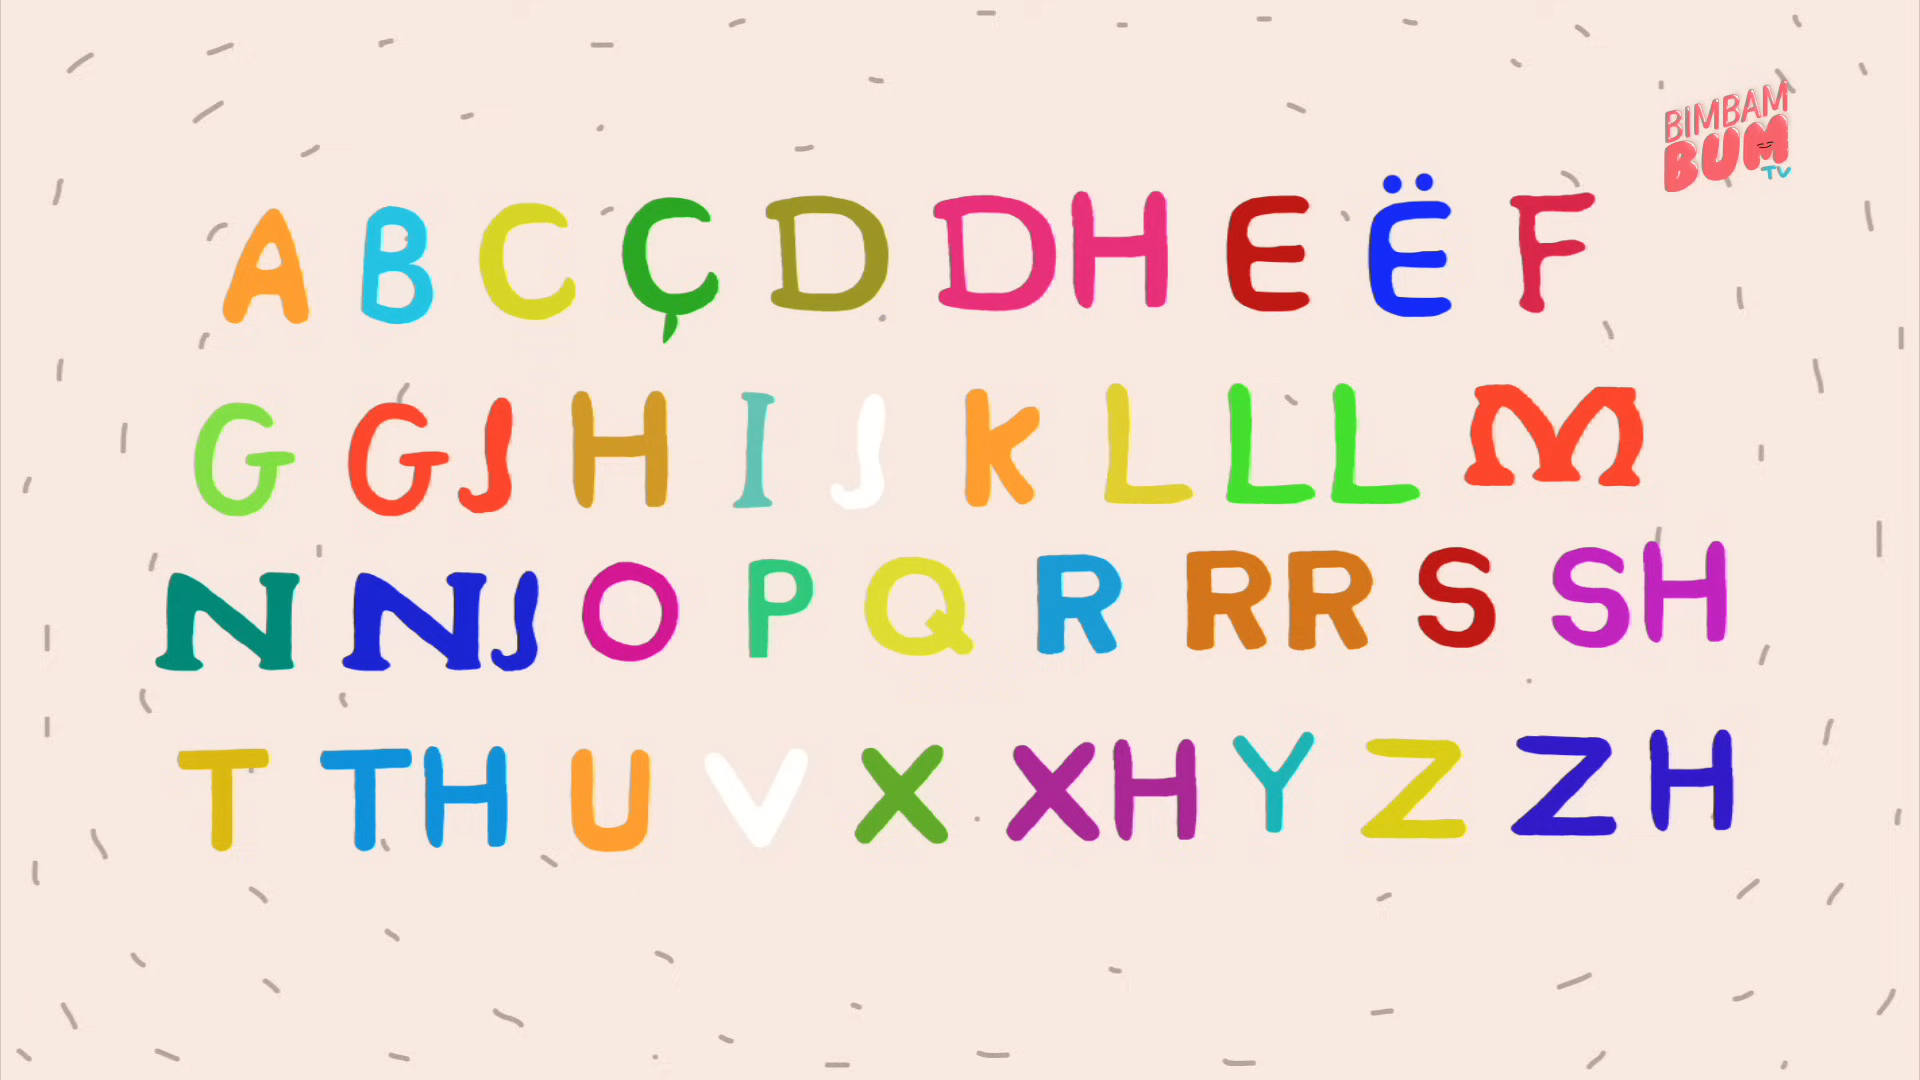 BIMBAM
BUM
TV
A B C Ç D DH E Ë F
G GJ H I J K L LL M
N NJ O P Q R RR S SH
T TH U V X XH Y Z ZH